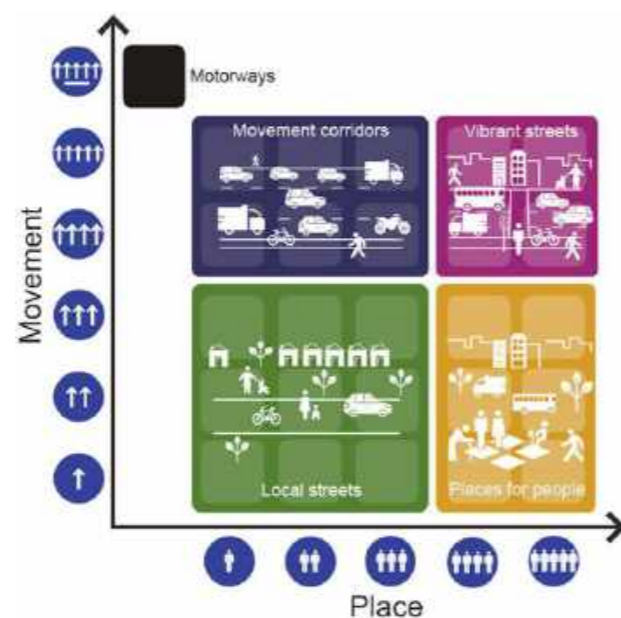 Motorways
Movement corridors
Vibrant streets
Movement
Local streets
Places for people
Place